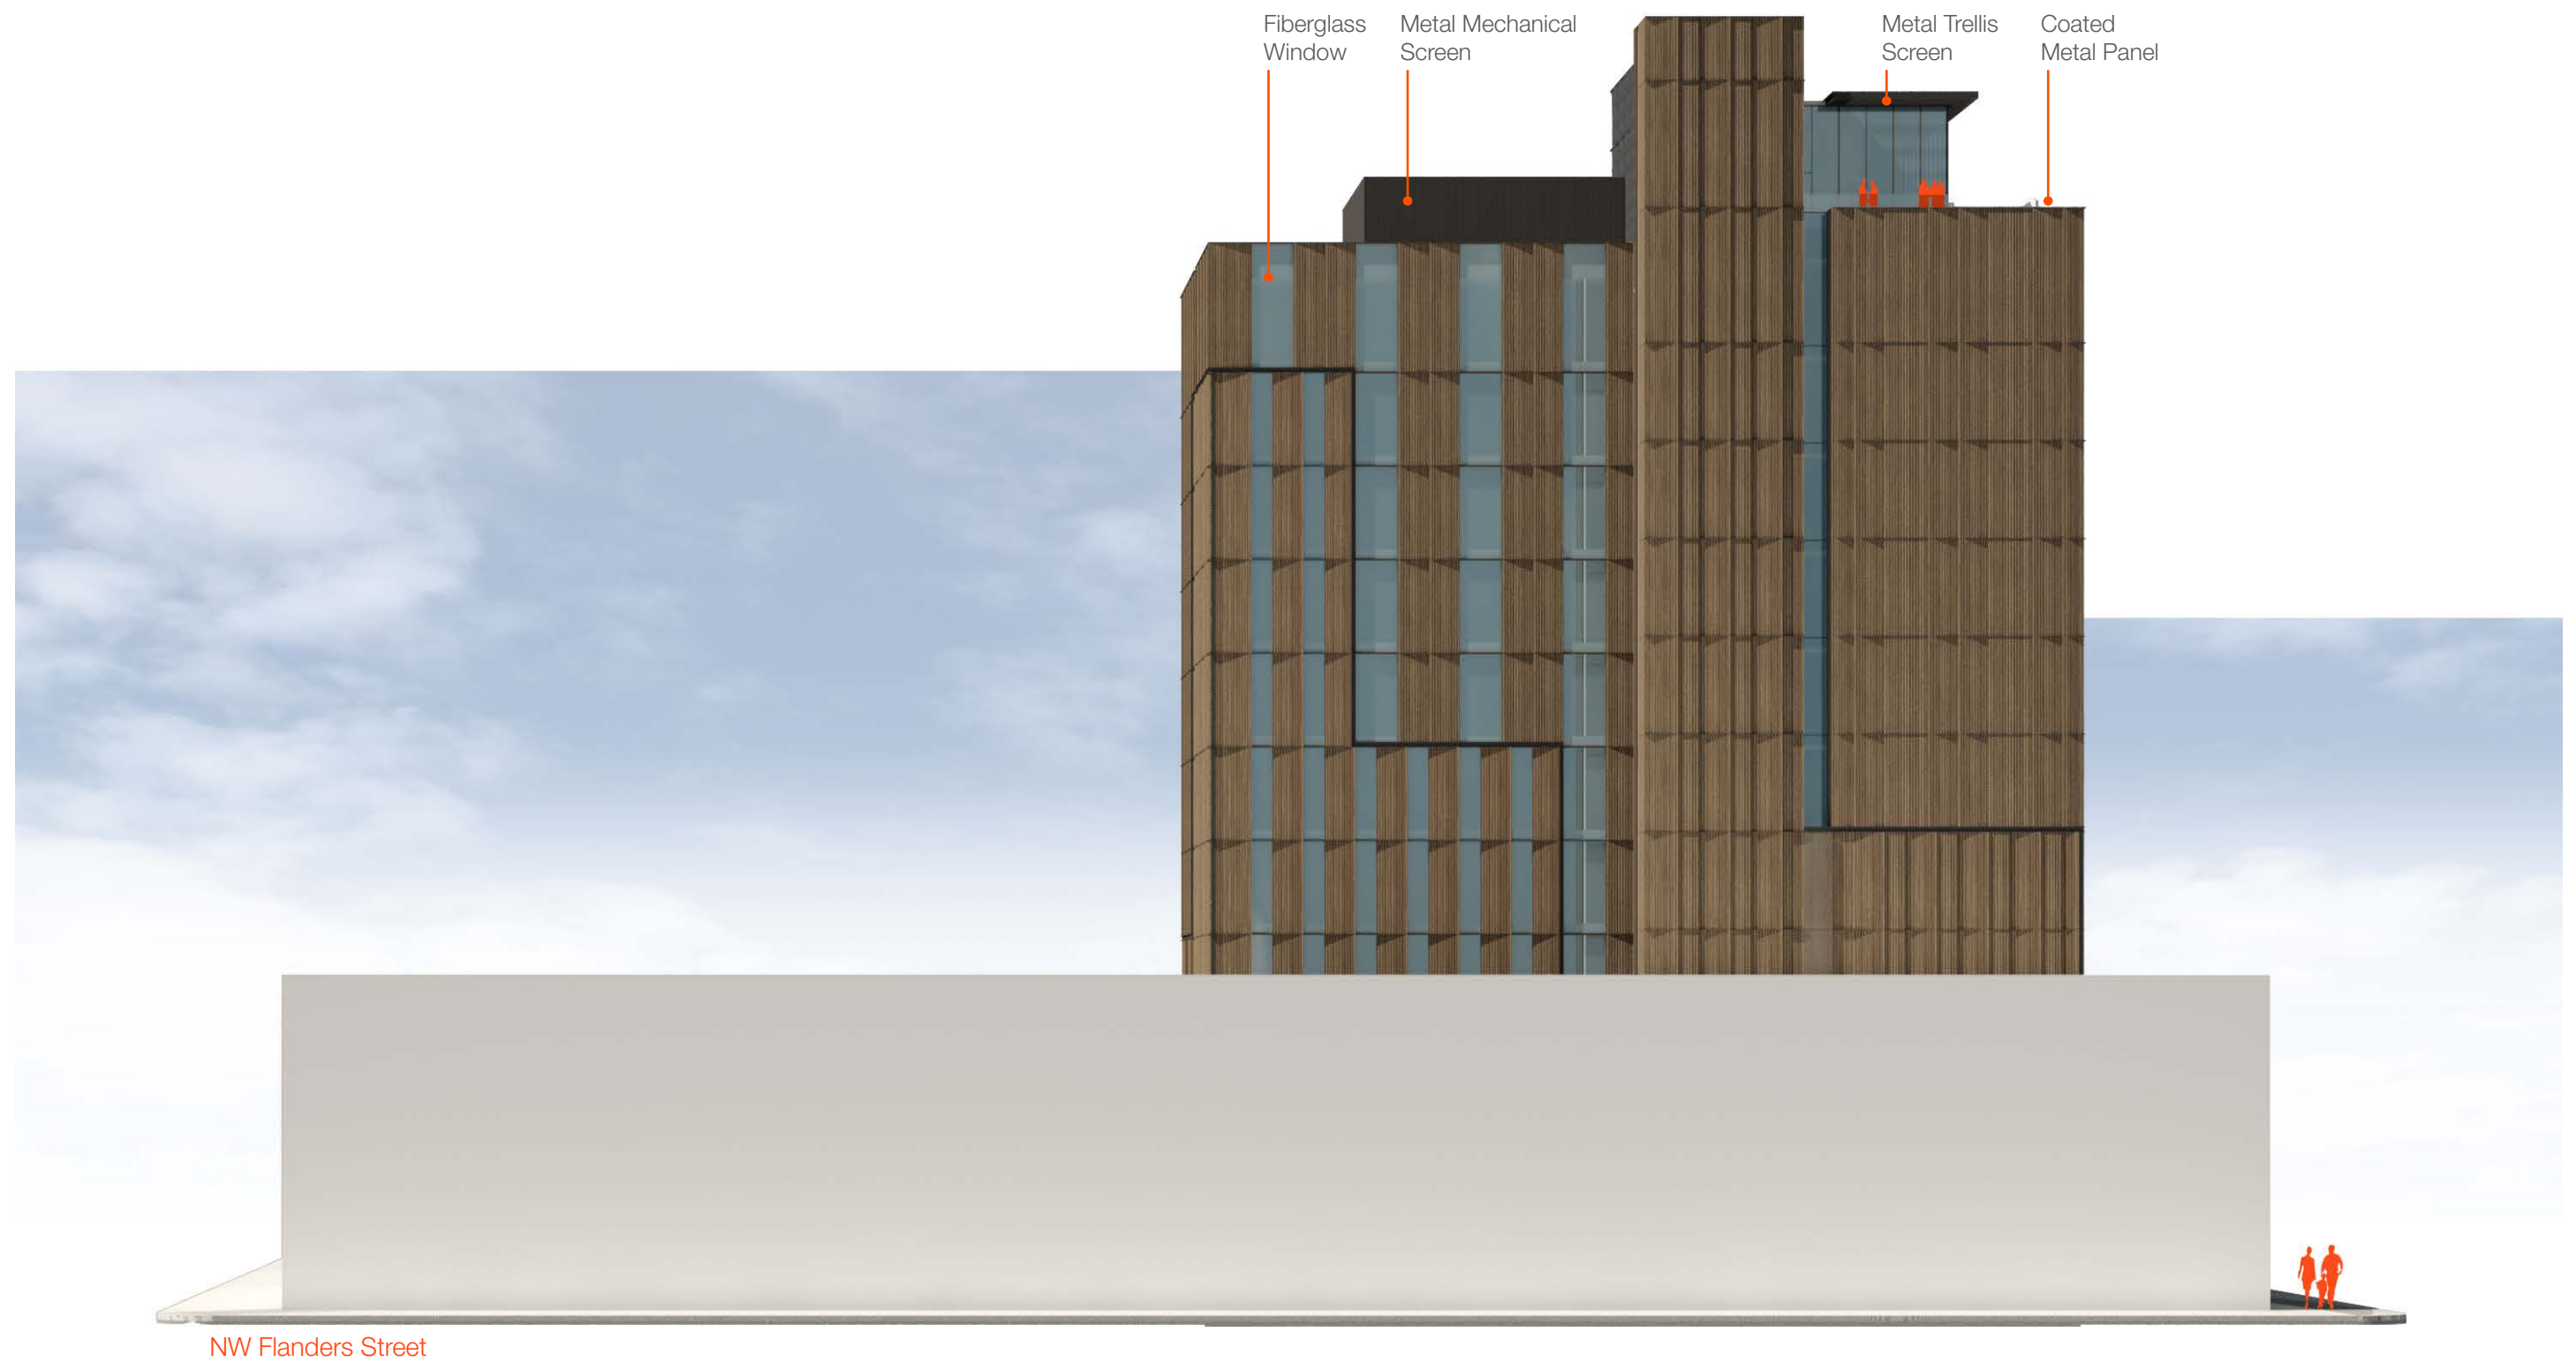 Fiberglass
Window
Metal Mechanical
Screen
Metal Trellis
Screen
Coated
Metal Panel
NW Flanders Street